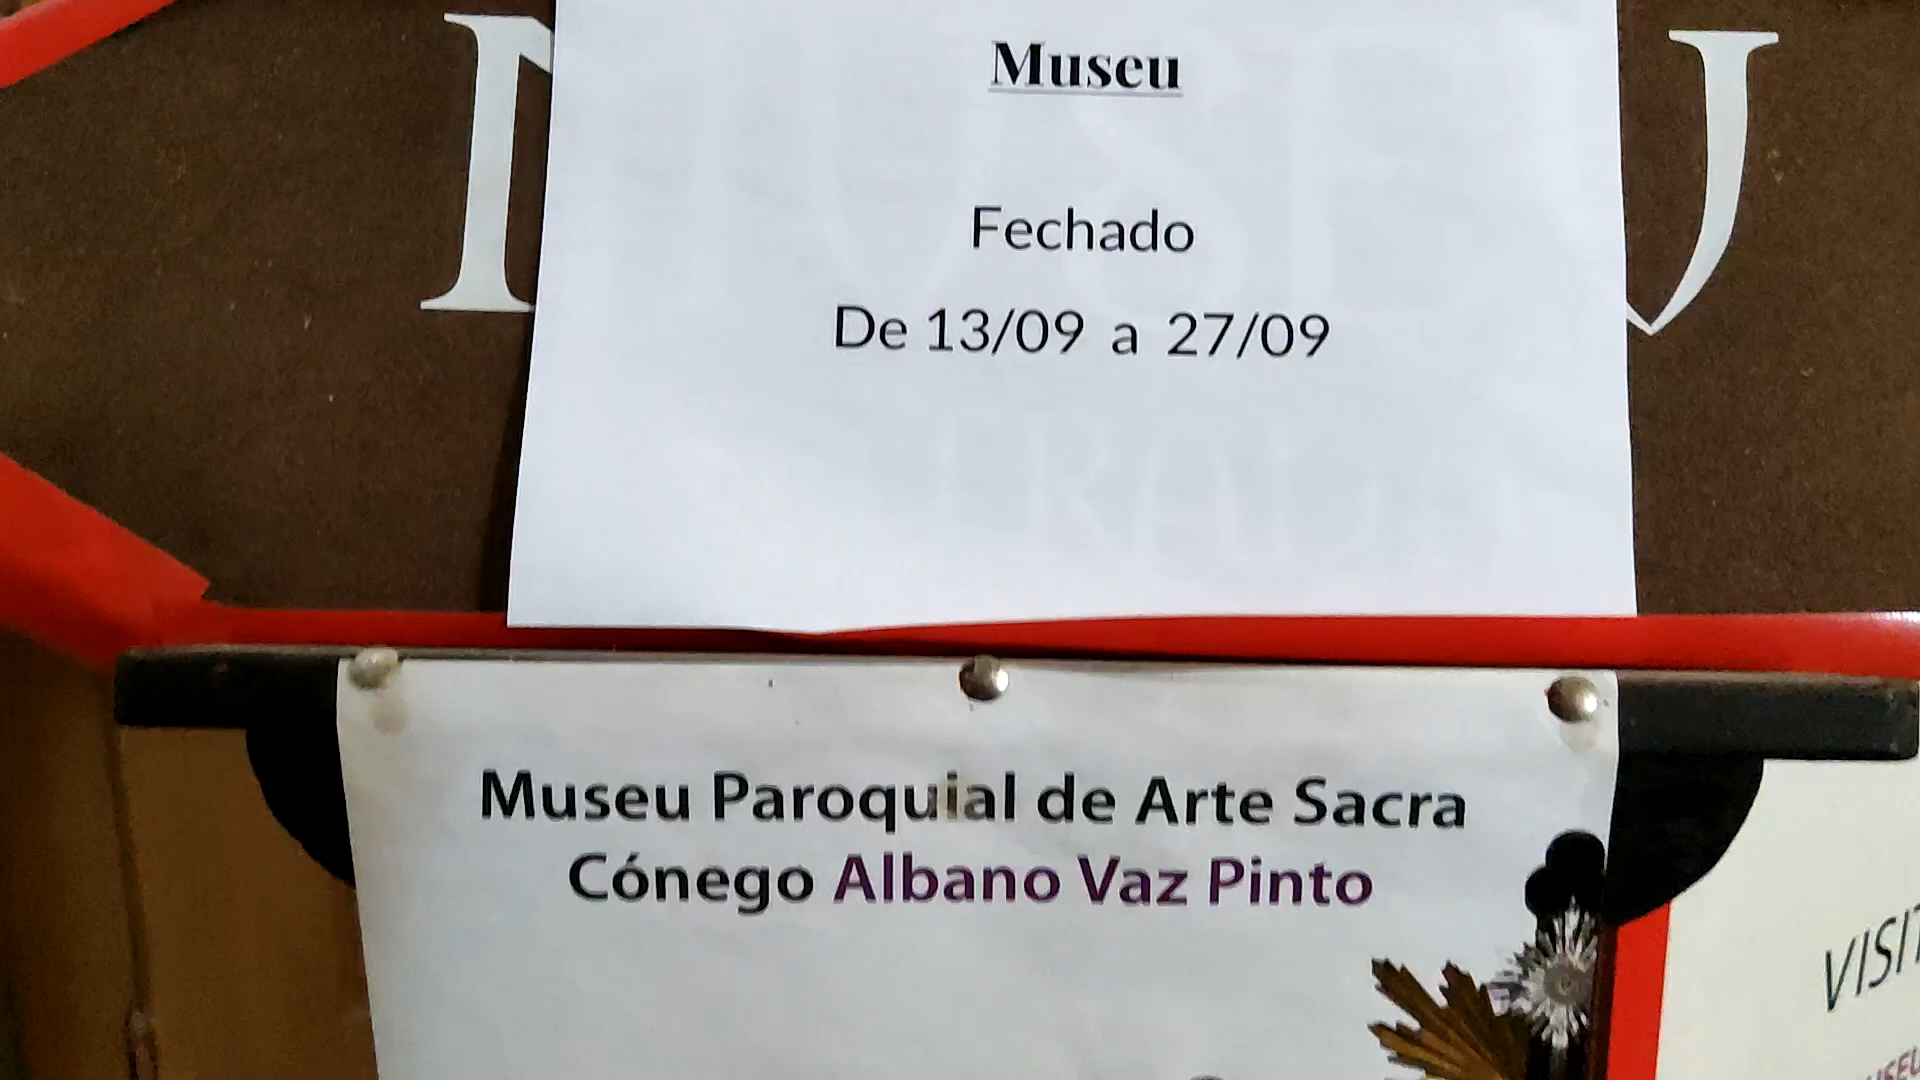 Museu
Fechado
De 13/09 a 27/09
Museu Paroquial de Arte Sacra
Cónego Albano Vaz Pinto